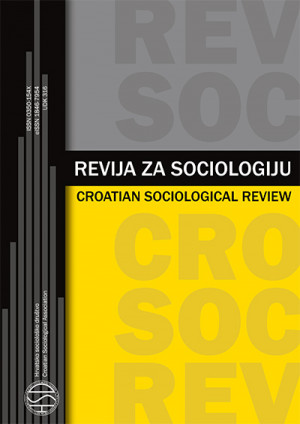 REV
SOC
REVIJA ZA SOCIOLOGIJU
CROATIAN SOCIOLOGICAL REVIEW
CRO
SOC
REV
ISSN 0350-154X
eISSN 1846-7954
UDK 316
Hrvatsko sociološko društvo
Croatian Sociological Association
HSD